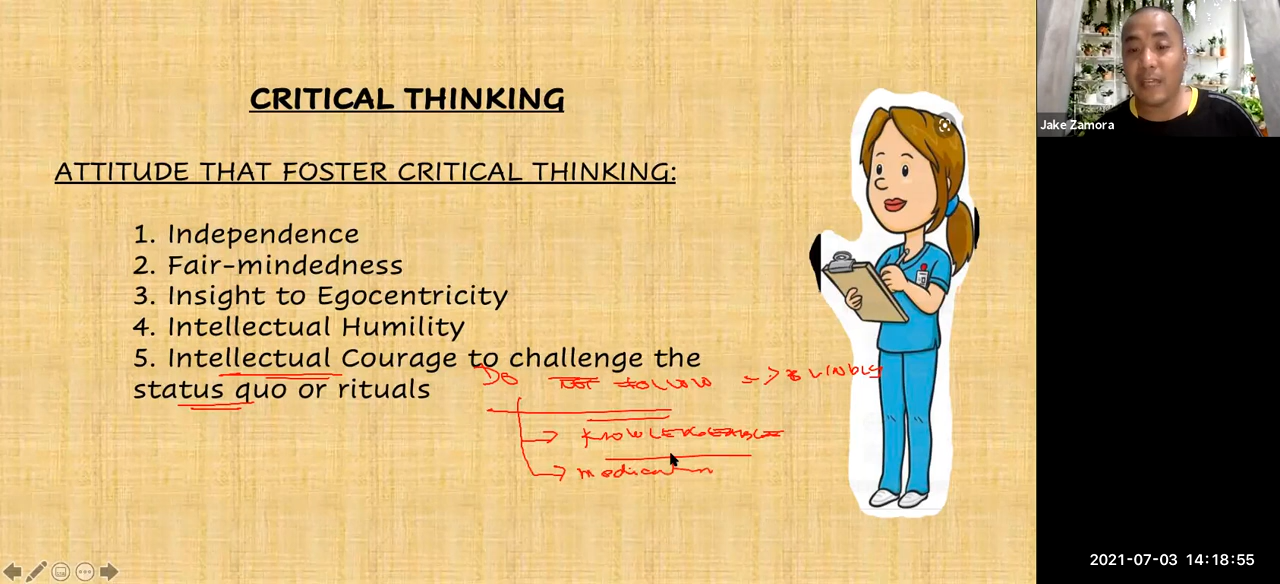 CRITICAL THINKING
ATTITUDE THAT FOSTER CRITICAL THINKING:
1. Independence
2. Fair-mindedness
3. Insight to Egocentricity
4. Intellectual Humility
5. Intellectual Courage to challenge the
status quo or rituals
DO NOT FOLLOW => BLINDLY
KNOWLEDGEABLE
medication
Jake Zamora
2021-07-03 14:18:55